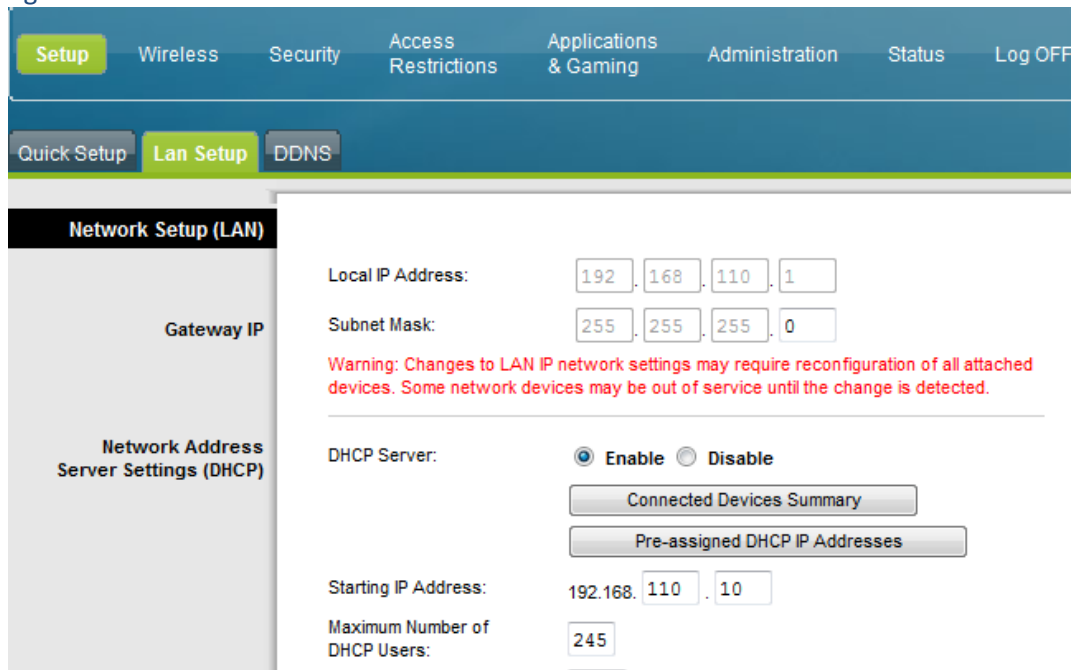 Setup Wireless Security Access Restrictions Applications & Gaming Administration Status Log OFF
Quick Setup Lan Setup DDNS
Network Setup (LAN)
Local IP Address: 192 . 168 . 110 . 1
Gateway IP
Subnet Mask: 255 . 255 . 255 . 0
Warning: Changes to LAN IP network settings may require reconfiguration of all attached
devices. Some network devices may be out of service until the change is detected.
Network Address
Server Settings (DHCP)
DHCP Server: Enable Disable
Connected Devices Summary
Pre-assigned DHCP IP Addresses
Starting IP Address: 192.168. 110 . 10
Maximum Number of
DHCP Users: 245